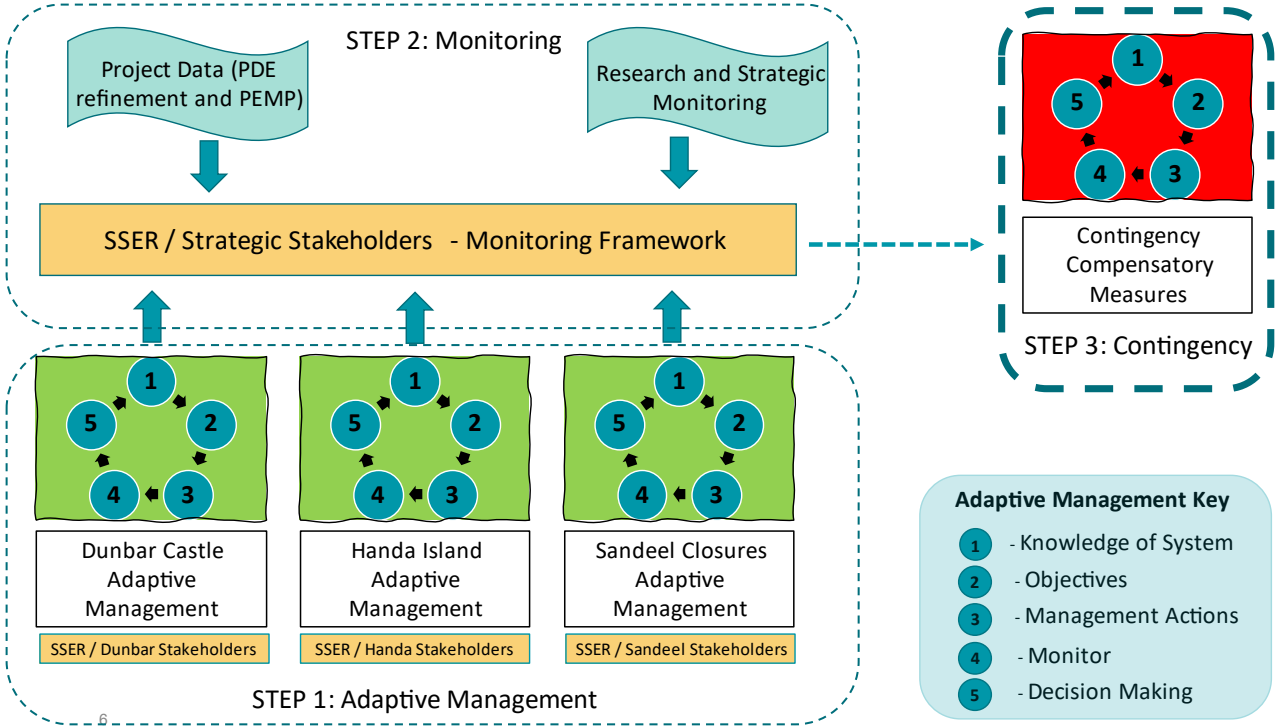 STEP 2: Monitoring
Project Data (PDE
refinement and PEMP)
Research and Strategic
Monitoring
SSER / Strategic Stakeholders - Monitoring Framework
1
2
3
4
5
Contingency
Compensatory
Measures
STEP 3: Contingency
1
2
3
4
5
Dunbar Castle
Adaptive
Management
SSER / Dunbar Stakeholders
1
2
3
4
5
Handa Island
Adaptive
Management
SSER / Handa Stakeholders
1
2
3
4
5
Sandeel Closures
Adaptive
Management
SSER / Sandeel Stakeholders
STEP 1: Adaptive Management
Adaptive Management Key
1 - Knowledge of System
2 - Objectives
3 - Management Actions
4 - Monitor
5 - Decision Making
6